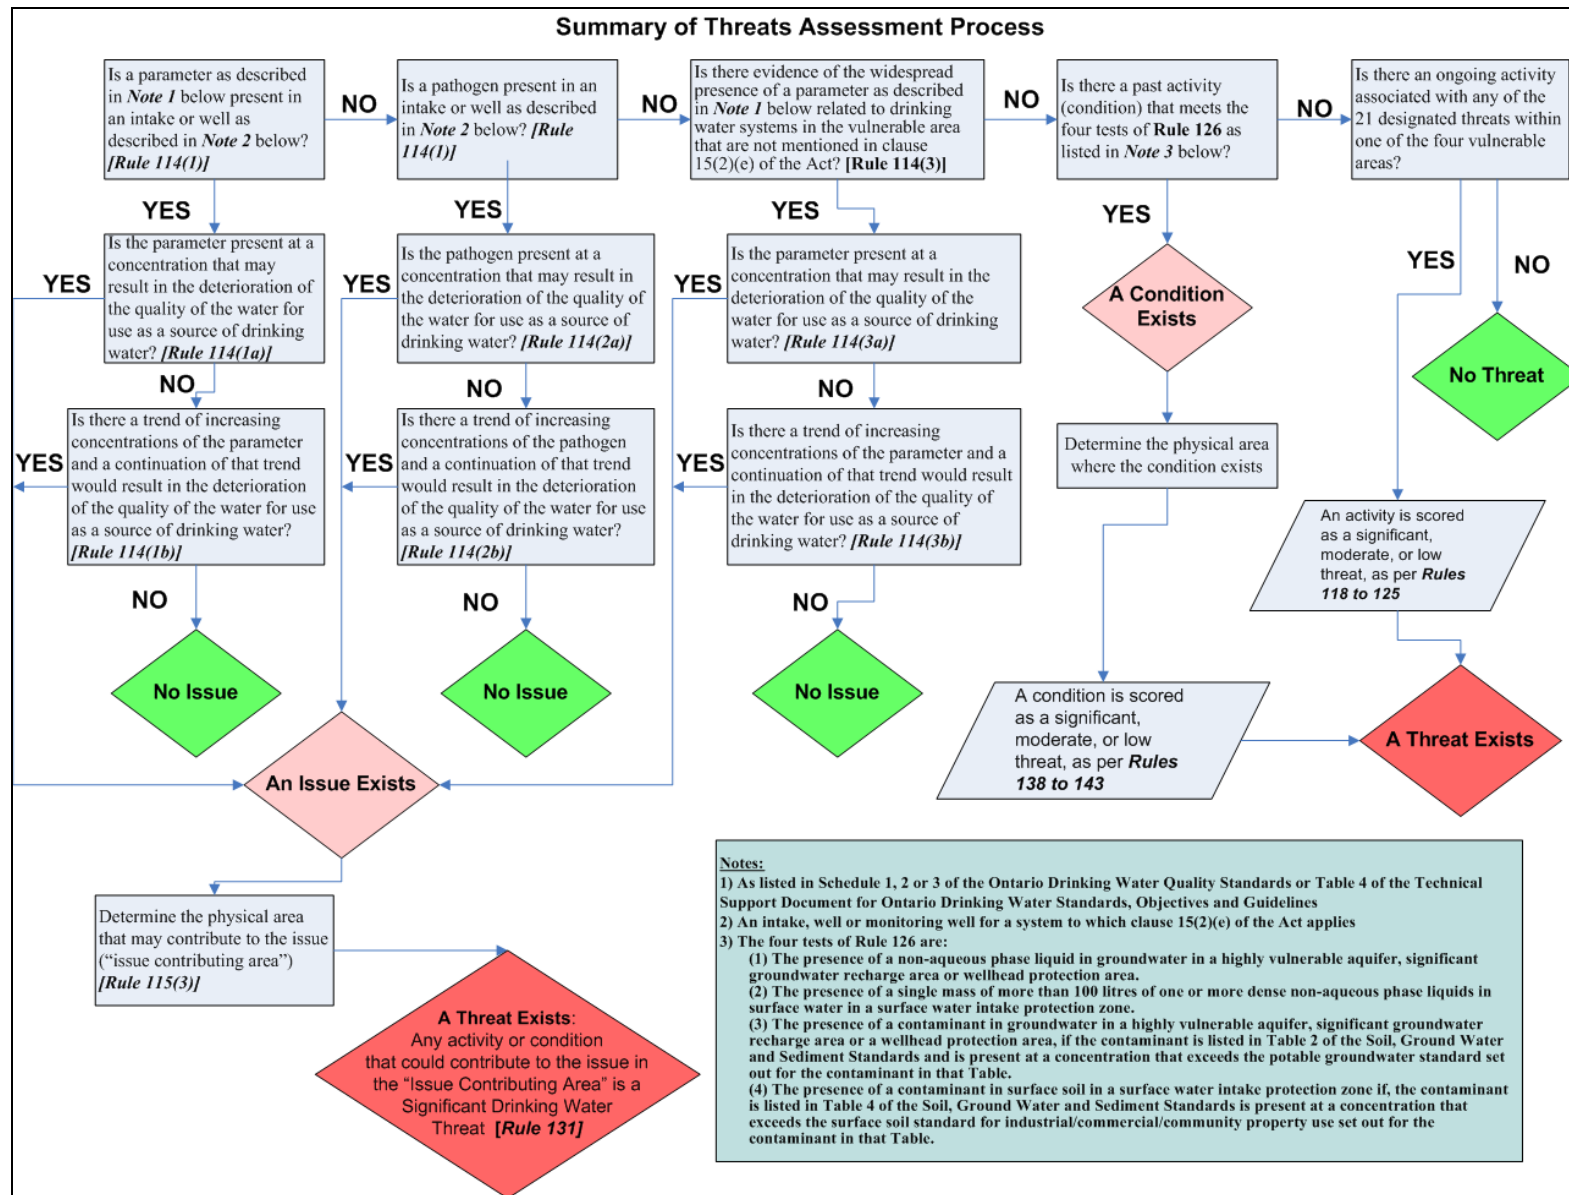 Summary of Threats Assessment Process
Is a parameter as described
in Note 1 below present in
an intake or well as
described in Note 2 below?
[Rule 114(1)]
NO
Is a pathogen present in an
intake or well as described
in Note 2 below? [Rule
114(1)]
NO
Is there evidence of the widespread
presence of a parameter as described
in Note 1 below related to drinking
water systems in the vulnerable area
that are not mentioned in clause
15(2)(e) of the Act? [Rule 114(3)]
NO
Is there a past activity
(condition) that meets the
four tests of Rule 126 as
listed in Note 3 below?
NO
Is there an ongoing activity
associated with any of the
21 designated threats within
one of the four vulnerable
areas?
YES
YES
YES
YES
YES
NO
YES
Is the parameter present at a
concentration that may
result in the deterioration of
the quality of the water for
use as a source of drinking
water? [Rule 114(1a)]
YES
Is the pathogen present at a
concentration that may result in
the deterioration of the quality of
the water for use as a source of
drinking water? [Rule 114(2a)]
YES
Is the parameter present at a
concentration that may result in the
deterioration of the quality of the
water for use as a source of drinking
water? [Rule 114(3a)]
A Condition
Exists
No Threat
NO
NO
NO
YES
Is there a trend of increasing
concentrations of the parameter
and a continuation of that trend
would result in the deterioration
of the quality of the water for use
as a source of drinking water?
[Rule 114(1b)]
YES
Is there a trend of increasing
concentrations of the pathogen
and a continuation of that trend
would result in the deterioration
of the quality of the water for use
as a source of drinking water?
[Rule 114(2b)]
YES
Is there a trend of increasing
concentrations of the parameter and a
continuation of that trend would result
in the deterioration of the quality of
the water for use as a source of
drinking water? [Rule 114(3b)]
Determine the physical area
where the condition exists
An activity is scored
as a significant,
moderate, or low
threat, as per Rules
118 to 125
NO
NO
NO
No Issue
No Issue
No Issue
A condition is scored
as a significant,
moderate, or low
threat, as per Rules
138 to 143
A Threat Exists
An Issue Exists
Determine the physical area
that may contribute to the issue
(“issue contributing area”)
[Rule 115(3)]
A Threat Exists:
Any activity or condition
that could contribute to the issue in
the “Issue Contributing Area” is a
Significant Drinking Water
Threat [Rule 131]
Notes:
1) As listed in Schedule 1, 2 or 3 of the Ontario Drinking Water Quality Standards or Table 4 of the Technical
Support Document for Ontario Drinking Water Standards, Objectives and Guidelines
2) An intake, well or monitoring well for a system to which clause 15(2)(e) of the Act applies
3) The four tests of Rule 126 are:
(1) The presence of a non-aqueous phase liquid in groundwater in a highly vulnerable aquifer, significant
groundwater recharge area or wellhead protection area.
(2) The presence of a single mass of more than 100 litres of one or more dense non-aqueous phase liquids in
surface water in a surface water intake protection zone.
(3) The presence of a contaminant in groundwater in a highly vulnerable aquifer, significant groundwater
recharge area or a wellhead protection area, if the contaminant is listed in Table 2 of the Soil, Ground Water
and Sediment Standards and is present at a concentration that exceeds the potable groundwater standard set
out for the contaminant in that Table.
(4) The presence of a contaminant in surface soil in a surface water intake protection zone if, the contaminant
is listed in Table 4 of the Soil, Ground Water and Sediment Standards is present at a concentration that
exceeds the surface soil standard for industrial/commercial/community property use set out for the
contaminant in that Table.